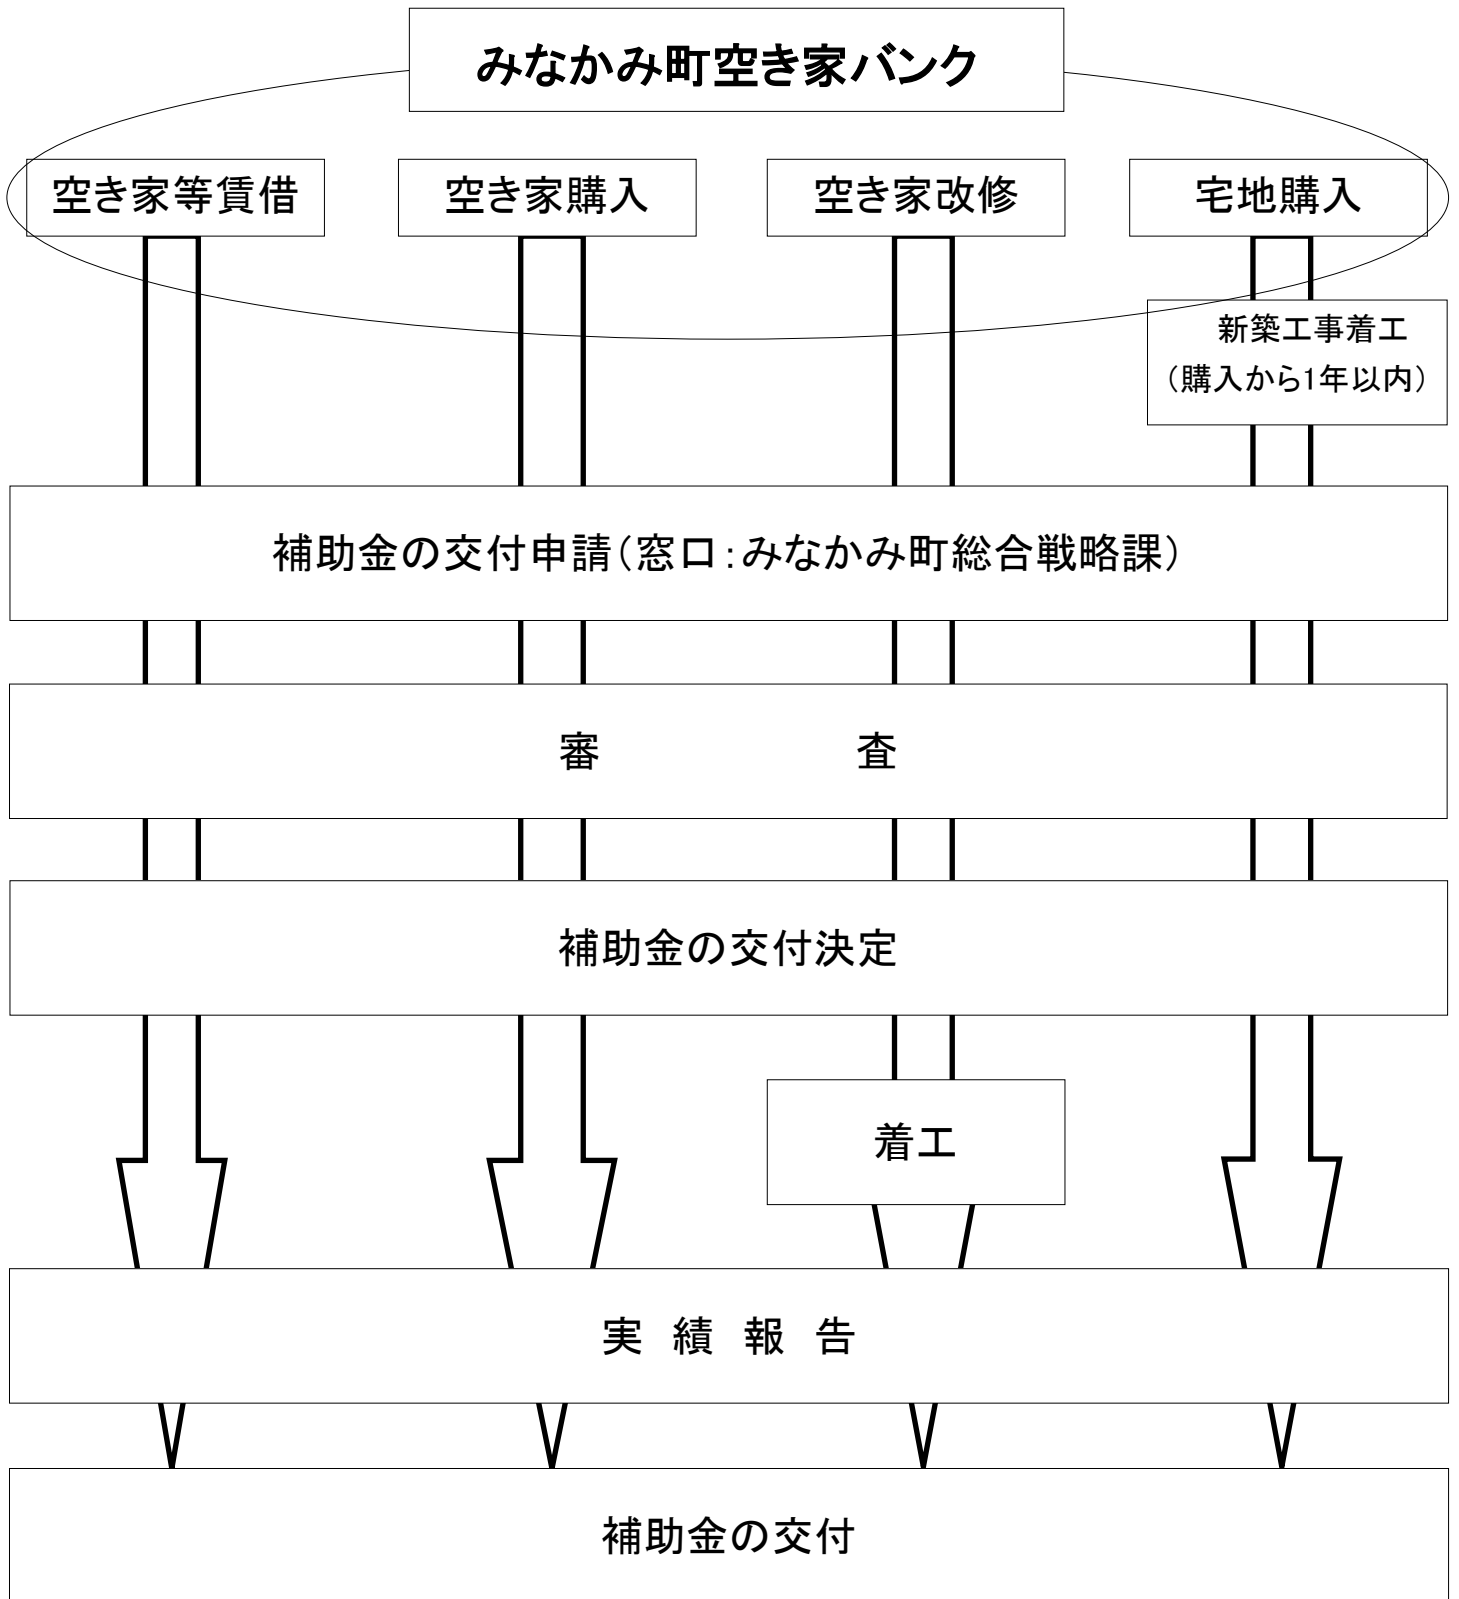 みなかみ町空き家バンク
空き家等賃借
空き家購入
空き家改修
宅地購入
新築工事着工
（購入から1年以内）
補助金の交付申請（窓口：みなかみ町総合戦略課）
審　　　　　　査
補助金の交付決定
着工
実　績　報　告
補助金の交付